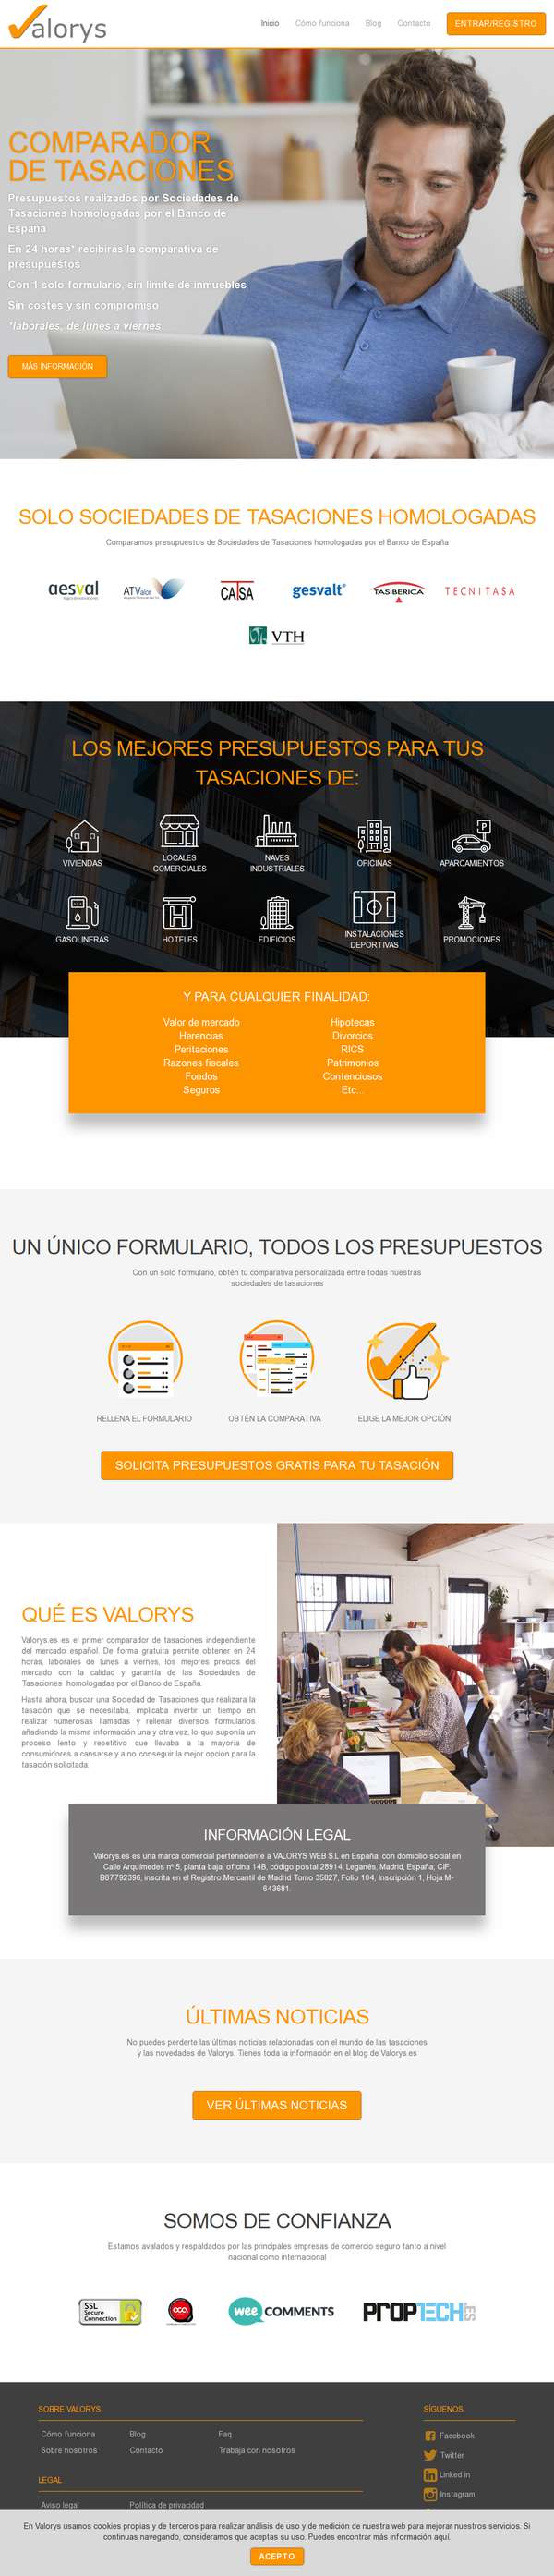 Valorys
Inicio Cómo funciona Blog Contacto ENTRAR/REGISTRO
COMPARADOR
DE TASACIONES
Presupuestos realizados por Sociedades de
Tasaciones homologadas por el Banco de
España
En 24 horas* recibirás la comparativa de
presupuestos
Con 1 solo formulario, sin límite de inmuebles
Sin costes y sin compromiso
*laborales, de lunes a viernes
MÁS INFORMACIÓN
SOLO SOCIEDADES DE TASACIONES HOMOLOGADAS
Comparamos presupuestos de Sociedades de Tasaciones homologadas por el Banco de España
aesval ATValor CATSA gesvalt TASIBERICA TECNITASA
VTH
LOS MEJORES PRESUPUESTOS PARA TUS
TASACIONES DE:
VIVIENDAS
LOCALES
COMERCIALES
NAVES
INDUSTRIALES
OFICINAS
APARCAMIENTOS
GASOLINERAS
HOTELES
EDIFICIOS
INSTALACIONES
DEPORTIVAS
PROMOCIONES
Y PARA CUALQUIER FINALIDAD:
Valor de mercado Hipotecas
Herencias Divorcios
Peritaciones RICS
Razones fiscales Patrimonios
Fondos Contenciosos
Seguros Etc...
UN ÚNICO FORMULARIO, TODOS LOS PRESUPUESTOS
Con un solo formulario, obtén tu comparativa personalizada entre todas nuestras
sociedades de tasaciones
RELLENA EL FORMULARIO OBTÉN LA COMPARATIVA ELIGE LA MEJOR OPCIÓN
SOLICITA PRESUPUESTOS GRATIS PARA TU TASACIÓN
QUÉ ES VALORYS
Valorys.es es el primer comparador de tasaciones independiente
del mercado español. De forma gratuita permite obtener en 24
horas, laborales de lunes a viernes, los mejores precios del
mercado con la calidad y garantía de las Sociedades de
Tasaciones homologadas por el Banco de España.
Hasta ahora, buscar una Sociedad de Tasaciones que realizara la
tasación que se necesitaba, implicaba invertir un tiempo en
realizar numerosas llamadas y rellenar diversos formularios
añadiendo la misma información una y otra vez, lo que suponía un
proceso lento y repetitivo que llevaba a la mayoría de
consumidores a cansarse y a no conseguir la mejor opción para la
tasación solicitada.
INFORMACIÓN LEGAL
Valorys.es es una marca comercial perteneciente a VALORYS WEB S.L en España, con domicilio social en
Calle Arquímedes nº 5, planta baja, oficina 14B, código postal 28914, Leganés, Madrid, España; CIF:
B87792396, inscrita en el Registro Mercantil de Madrid Tomo 35827, Folio 104, Inscripción 1, Hoja M-
643681.
ÚLTIMAS NOTICIAS
No puedes perderte las últimas noticias relacionadas con el mundo de las tasaciones
y las novedades de Valorys. Tienes toda la información en el blog de Valorys.es
VER ÚLTIMAS NOTICIAS
SOMOS DE CONFIANZA
Estamos avalados y respaldados por las principales empresas de comercio seguro tanto a nivel
nacional como internacional
SSL
Secure
Connection
oca
wee COMMENTS
PROPTECH.ES
SOBRE VALORYS
Cómo funciona Blog Faq
Sobre nosotros Contacto Trabaja con nosotros
LEGAL
Aviso legal Política de privacidad
SÍGUENOS
Facebook
Twitter
Linked in
Instagram
En Valorys usamos cookies propias y de terceros para realizar análisis de uso y de medición de nuestra web para mejorar nuestros servicios. Si
continuas navegando, consideramos que aceptas su uso. Puedes encontrar más información aquí.
ACEPTO